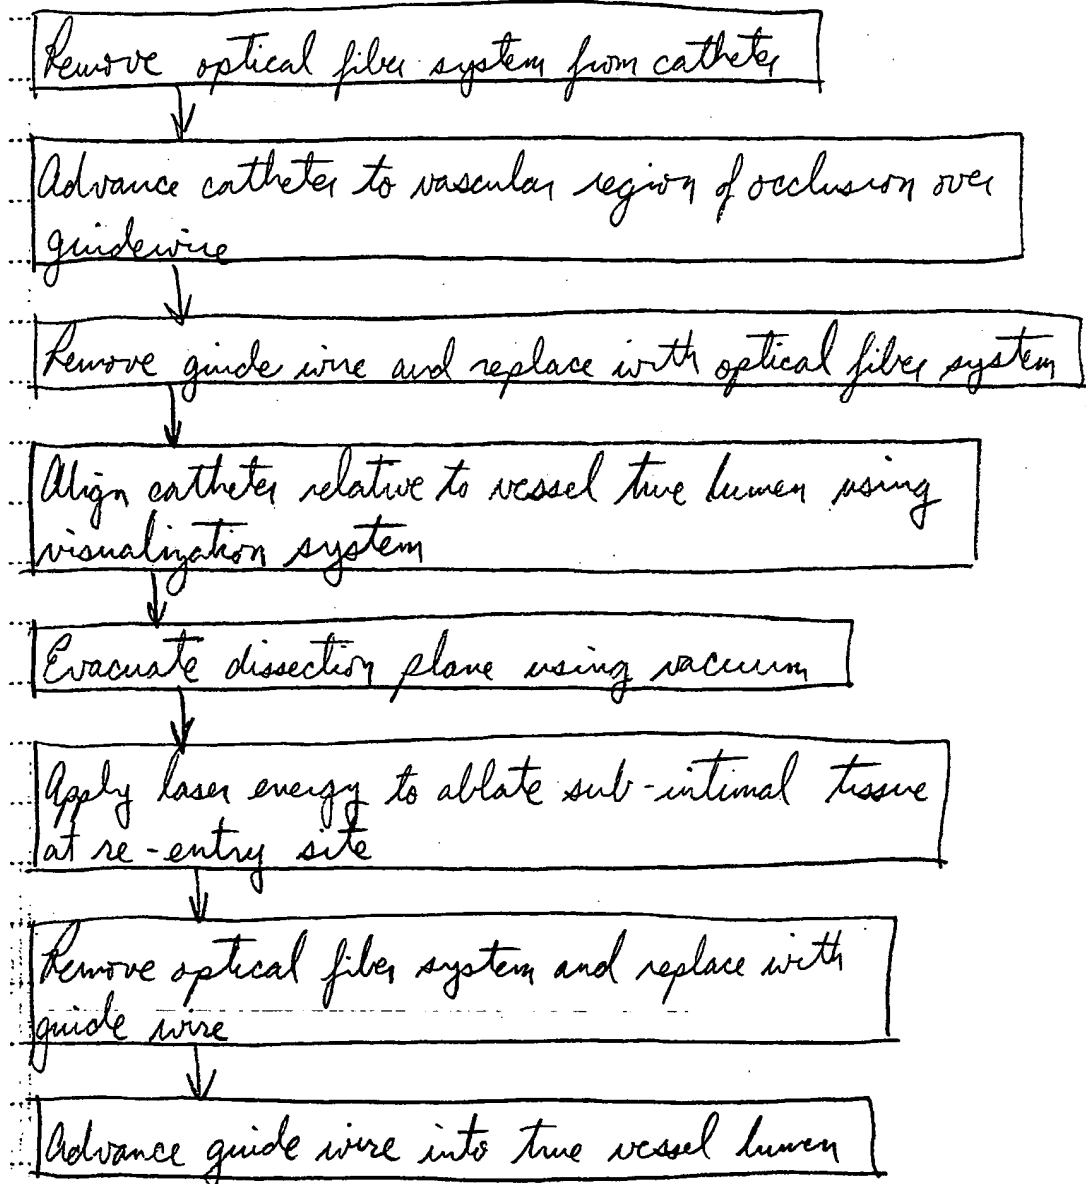 Remove optical fiber system from catheter
Advance catheter to vascular region of occlusion over
guidewire
Remove guide wire and replace with optical fiber system
Align catheter relative to vessel true lumen using
visualization system
Evacuate dissection plane using vacuum
Apply laser energy to ablate sub-intimal tissue
at re-entry site
Remove optical fiber system and replace with
guide wire
Advance guide wire into true vessel lumen